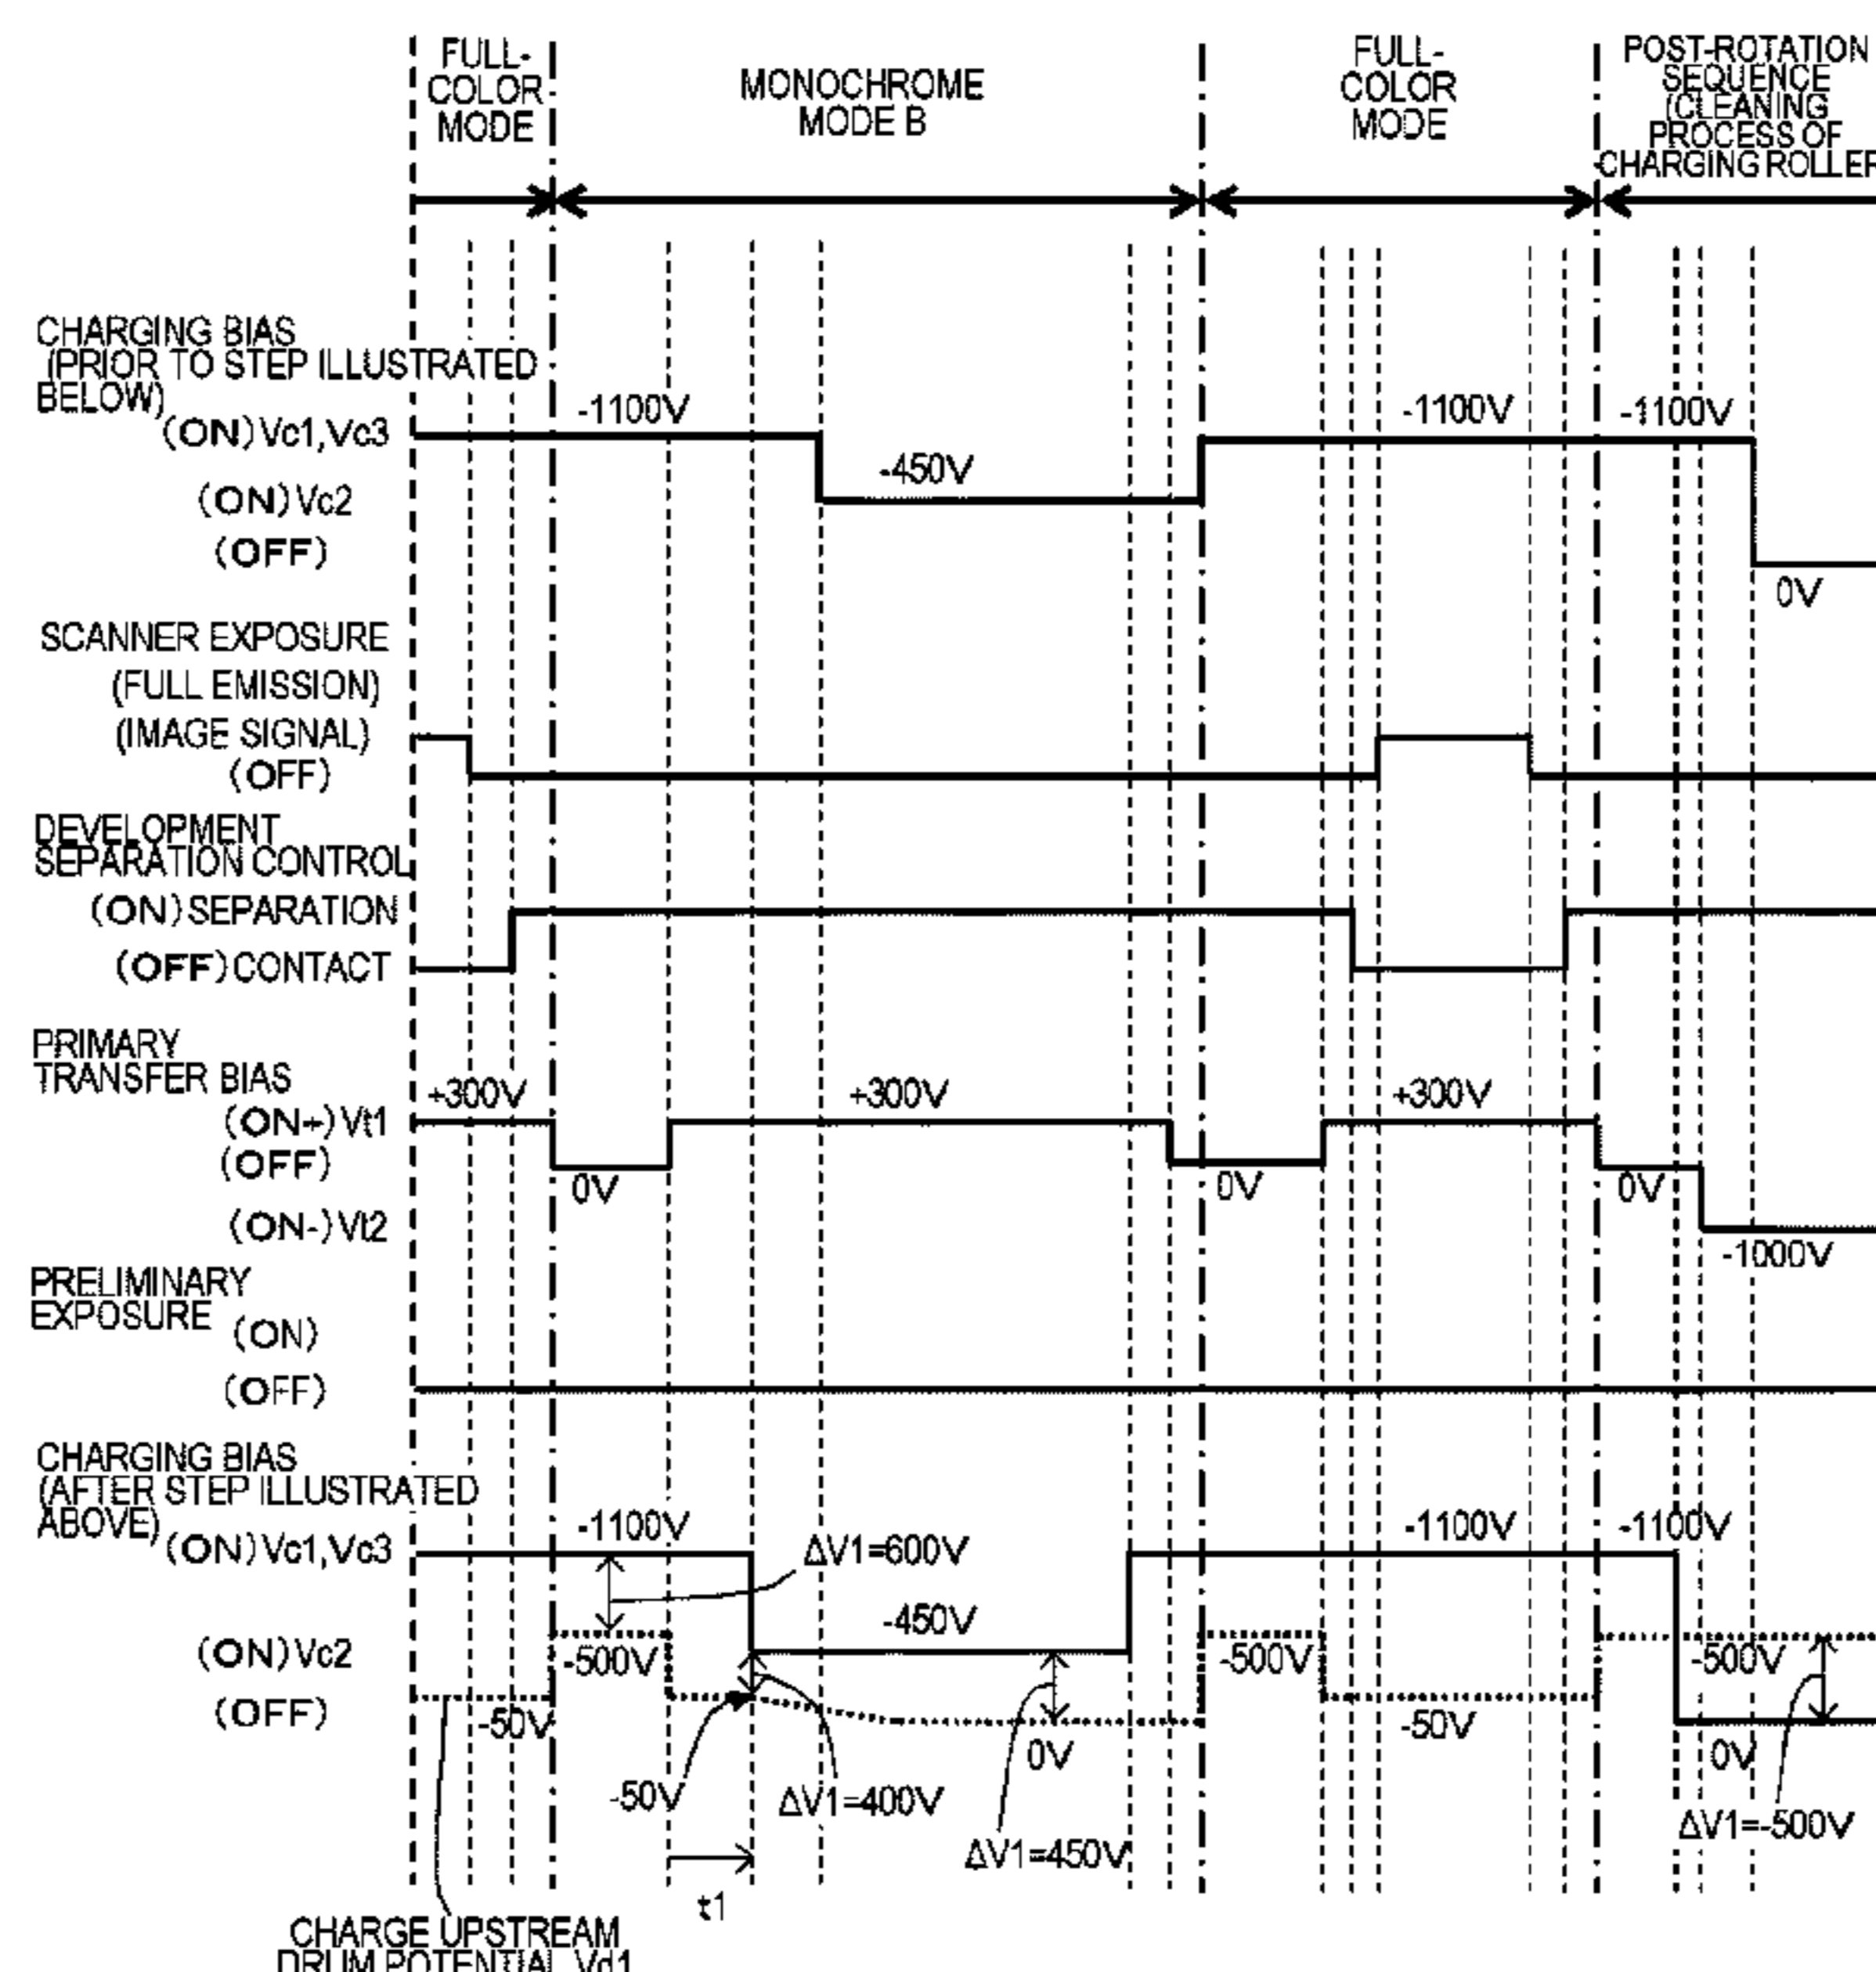 FULL-
COLOR
MODE
MONOCHROME
MODE B
FULL-
COLOR
MODE
POST-ROTATION
SEQUENCE
(CLEANING
PROCESS OF
CHARGING ROLLER
CHARGING BIAS
(PRIOR TO STEP ILLUSTRATED
BELOW)
-1100V
-1100V
-1100V
(ON)Vc1,Vc3
-450V
(ON)Vc2
(OFF)
0V
SCANNER EXPOSURE
(FULL EMISSION)
(IMAGE SIGNAL)
(OFF)
DEVELOPMENT
SEPARATION CONTROL
(ON)SEPARATION
(OFF)CONTACT
PRIMARY
TRANSFER BIAS
+300V
+300V
+300V
(ON+)Vt1
(OFF)
0V
0V
0V
(ON-)Vt2
-1000V
PRELIMINARY
EXPOSURE
(ON)
(OFF)
CHARGING BIAS
(AFTER STEP ILLUSTRATED
ABOVE)
-1100V
-1100V
-1100V
(ON)Vc1,Vc3
ΔV1=600V
-450V
(ON)Vc2
-500V
-500V
-500V
(OFF)
-50V
-50V
0V
0V
-50V
ΔV1=400V
ΔV1=450V
ΔV1=-500V
t1
CHARGE UPSTREAM
DRUM POTENTIAL Vd1